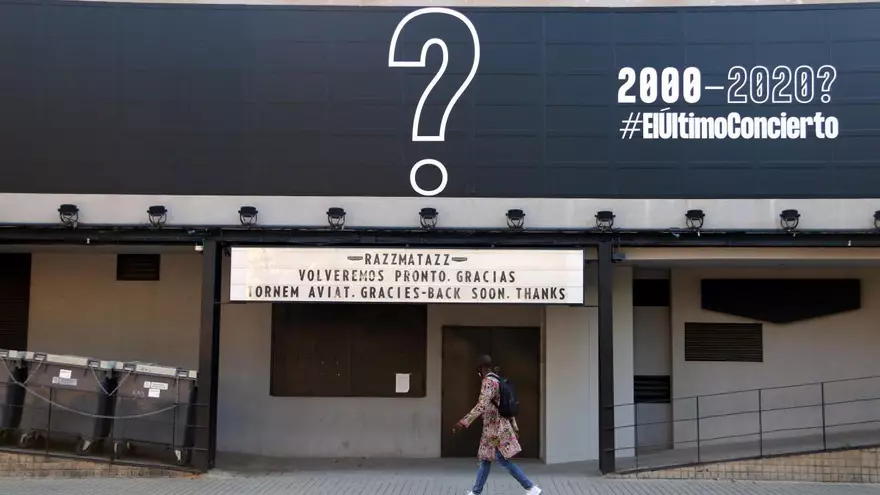 ?
2000–2020?
#ElÚltimoConcierto
RAZZMATAZZ
VOLVEREMOS PRONTO. GRACIAS
TORNEM AVIAT. GRACIES-BACK SOON. THANKS